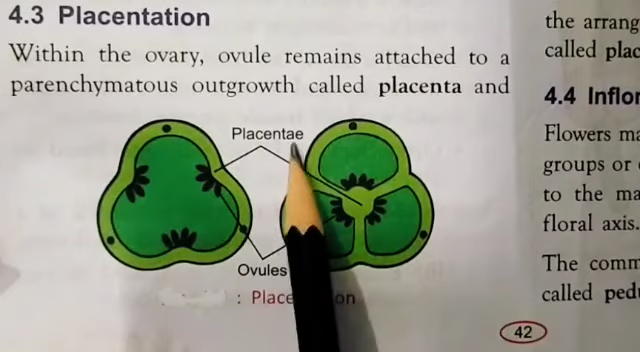 4.3 Placentation
Within the ovary, ovule remains attached to a
parenchymatous outgrowth called placenta and
Placentae
Ovules
: Place on
the arrang
called plac
4.4 Inflor
Flowers ma
groups or
to the ma
floral axis.
The comm
called pedu
42